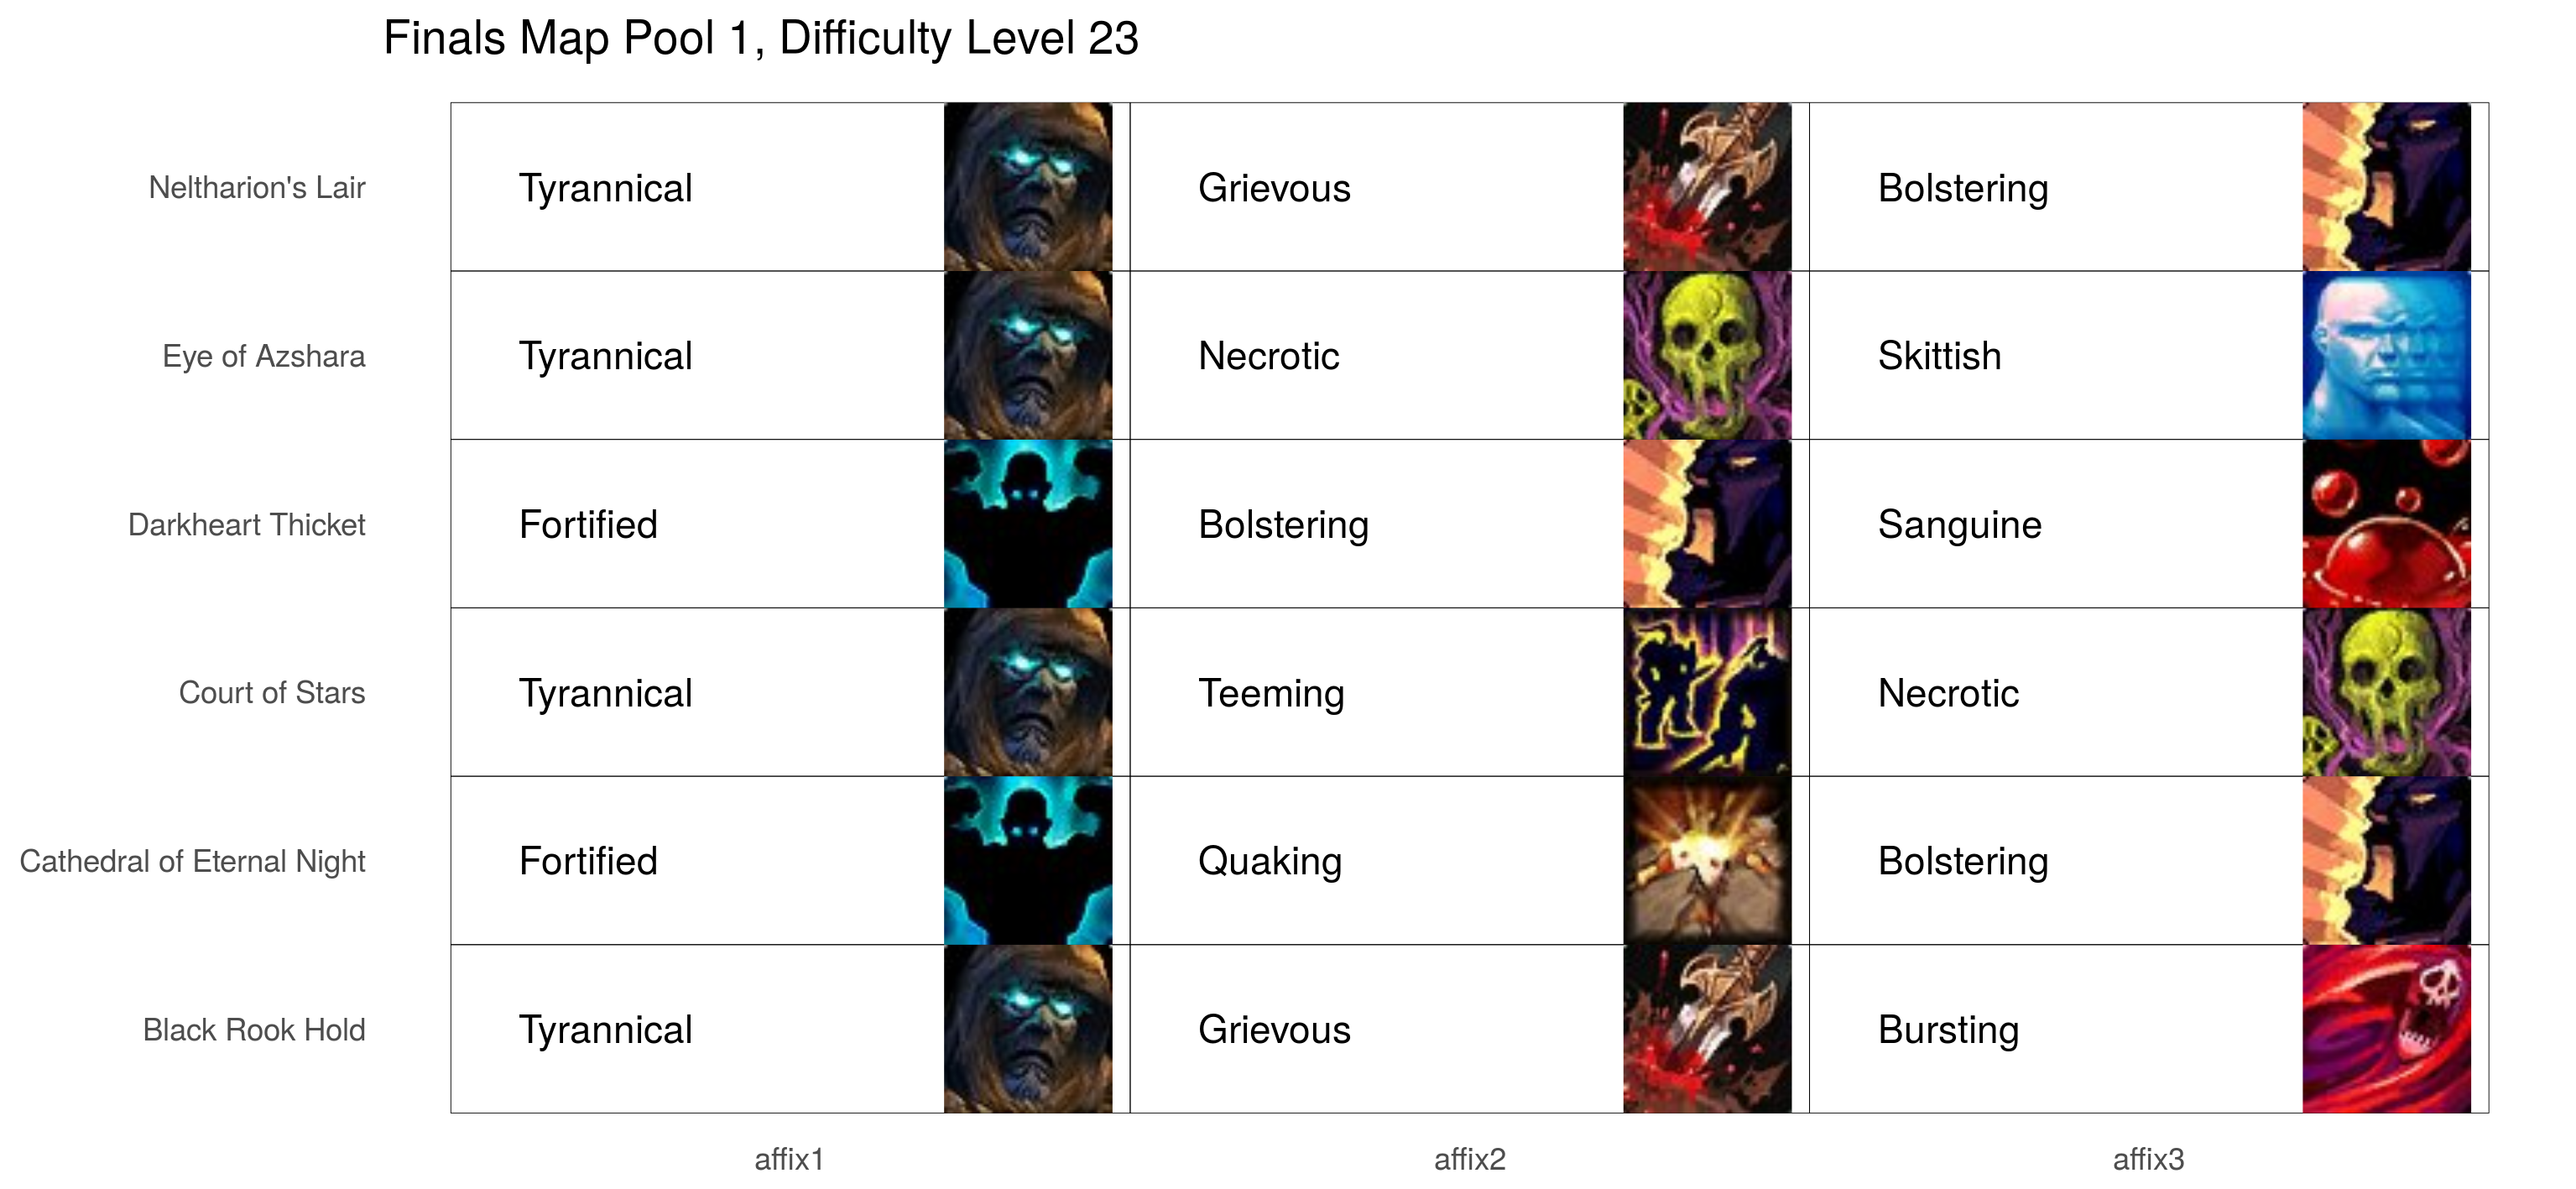 Finals Map Pool 1, Difficulty Level 23
Neltharion's Lair Tyrannical Grievous Bolstering
Eye of Azshara Tyrannical Necrotic Skittish
Darkheart Thicket Fortified Bolstering Sanguine
Court of Stars Tyrannical Teeming Necrotic
Cathedral of Eternal Night Fortified Quaking Bolstering
Black Rook Hold Tyrannical Grievous Bursting
affix1 affix2 affix3